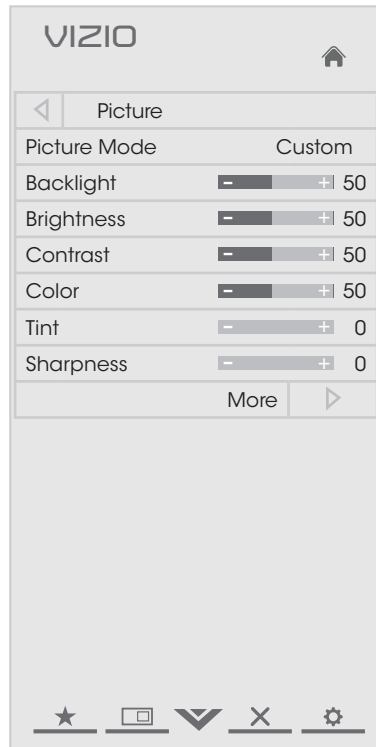 VIZIO
Picture
Picture Mode Custom
Backlight - + 50
Brightness - + 50
Contrast - + 50
Color - + 50
Tint - + 0
Sharpness - + 0
More